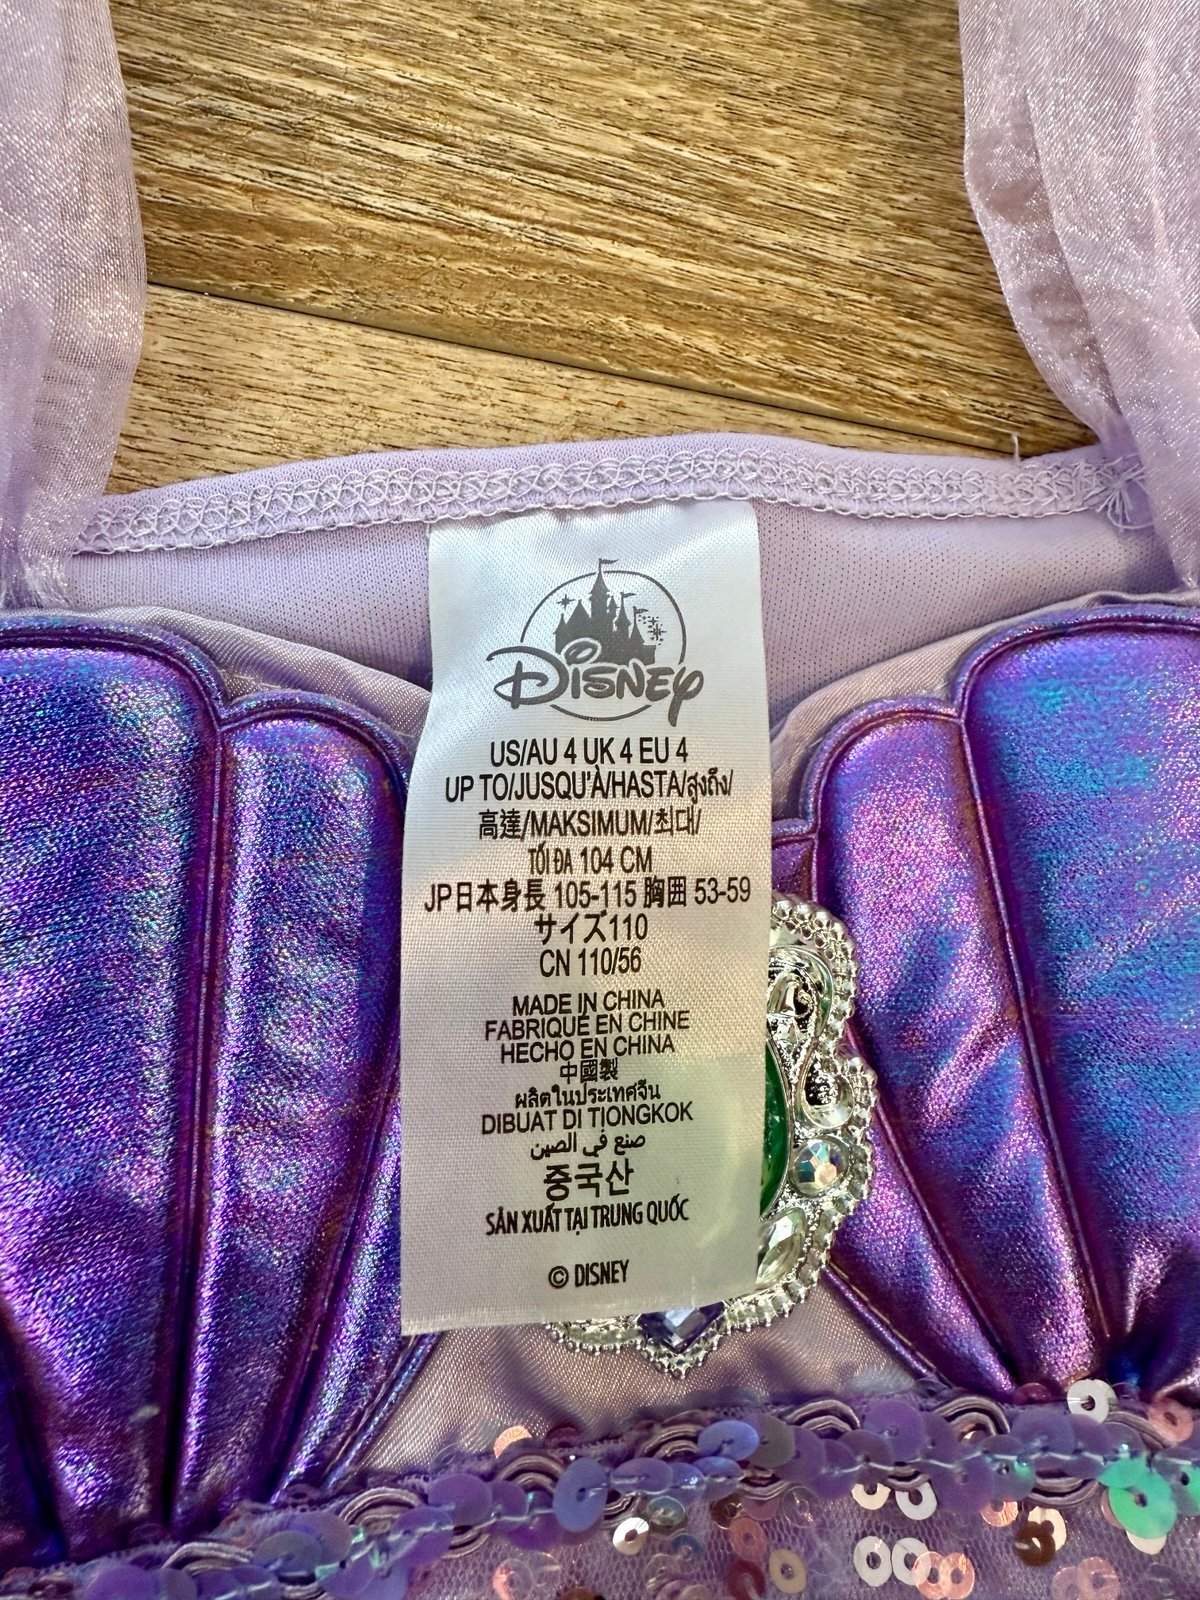 Disney
US/AU 4 UK 4 EU 4
UP TO/JUSQU'À/HASTA/สูงถึง/
高達/MAKSIMUM/최대/
TỐI ĐA 104 CM
JP日本身長 105-115 胸囲 53-59
サイズ110
CN 110/56
MADE IN CHINA
FABRIQUÉ EN CHINE
HECHO EN CHINA
中國製
ผลิตในประเทศจีน
DIBUAT DI TIONGKOK
صنع في الصين
중국산
SẢN XUẤT TẠI TRUNG QUỐC
© DISNEY